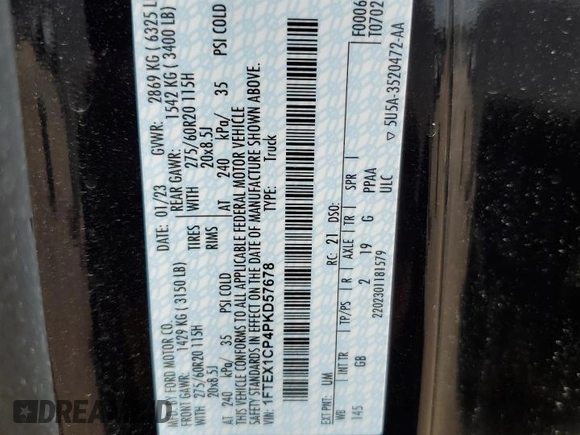 MFD. BY FORD MOTOR CO.
DATE: 01/23 GVWR: 2869 KG ( 6325 L
FRONT GAWR: 1429 KG ( 3150 LB) REAR GAWR: 1542 KG ( 3400 LB)
WITH 275/60R20 115H TIRES WITH 275/60R20 115H
20x8.5J RIMS 20x8.5J
AT 240 kPa/ 35 PSI COLD AT 240 kPa/ 35 PSI COLD
THIS VEHICLE CONFORMS TO ALL APPLICABLE FEDERAL MOTOR VEHICLE
SAFETY STANDARDS IN EFFECT ON THE DATE OF MANUFACTURE SHOWN ABOVE.
VIN: 1FTEX1CP4PKD57678 TYPE: Truck
F0006
T0702
EXT PNT: UM RC: 21 DSO:
WB INT TR TP/PS R AXLE TR SPR
145 GB 2 19 G PPAA
2202301181579 ULC
▽ 5U5A-3520472-AA
DREAM BID